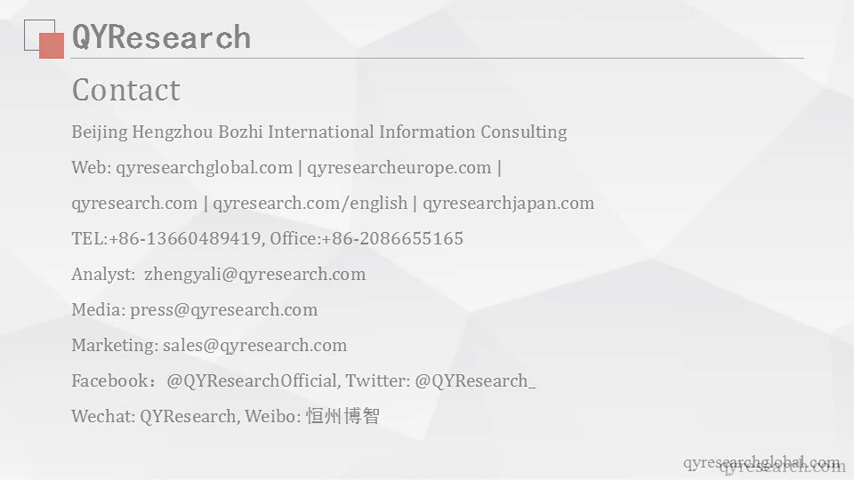 QYResearch
Contact
Beijing Hengzhou Bozhi International Information Consulting
Web: qyresearchglobal.com | qyresearcheurope.com |
qyresearch.com | qyresearch.com/english | qyresearchjapan.com
TEL:+86-13660489419, Office:+86-2086655165
Analyst:  zhengyali@qyresearch.com
Media: press@qyresearch.com
Marketing: sales@qyresearch.com
Facebook：@QYResearchOfficial, Twitter: @QYResearch_
Wechat: QYResearch, Weibo: 恒州博智
qyresearchglobal.com
qyresearch.com